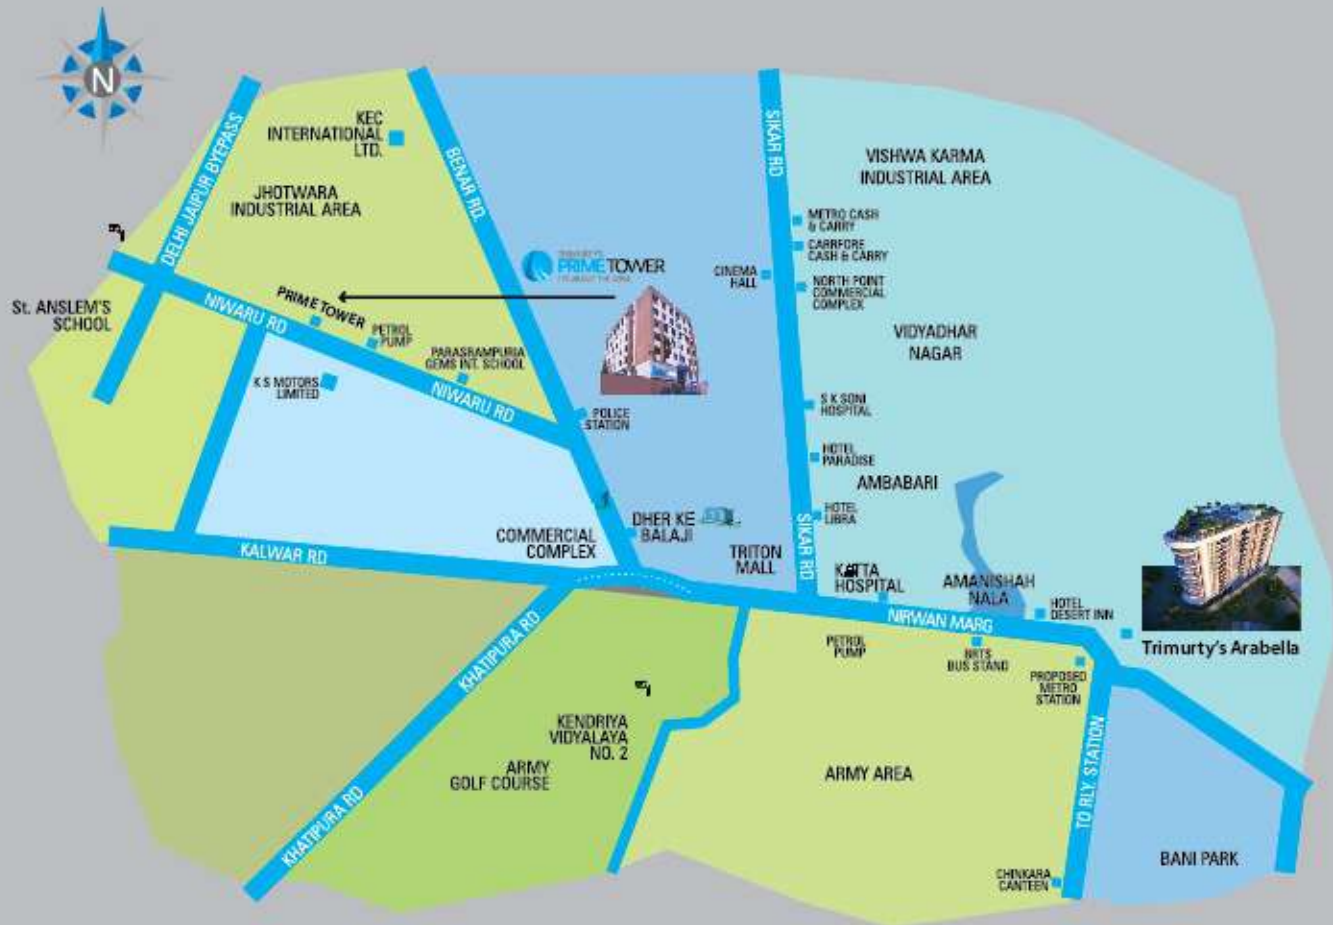 N
KEC
INTERNATIONAL
LTD.
DELHI JAIPUR BYEPASS
BENAR RD.
SIKAR RD
VISHWA KARMA
INDUSTRIAL AREA
JHOTWARA
INDUSTRIAL AREA
METRO CASH
& CARRY
CARRFORE
CASH & CARRY
PRIME TOWER
CINEMA
HALL
NORTH POINT
COMMERCIAL
COMPLEX
St. ANSLEM'S
SCHOOL
NIWARU RD
PRIME TOWER
PETROL
PUMP
VIDYADHAR
NAGAR
PARASRAMPURIA
GEMS INT. SCHOOL
K S MOTORS
LIMITED
NIWARU RD
POLICE
STATION
S K SONI
HOSPITAL
HOTEL
PARADISE
AMBABARI
HOTEL
LIBRA
DHER KE
BALAJI
COMMERCIAL
COMPLEX
KALWAR RD
TRITON
MALL
SIKAR RD
HOSPITAL
AMANISHAH
NALA
HOTEL
DESERT INN
NIRWAN MARG
KHATIPURA RD
PETROL
PUMP
BRTS
BUS STAND
Trimurty's Arabella
PROPOSED
METRO
STATION
KENDRIYA
VIDYALAYA
NO. 2
ARMY
GOLF COURSE
ARMY AREA
TO RLY. STATION
KHATIPURA RD
BANI PARK
CHINKARA
CANTEEN